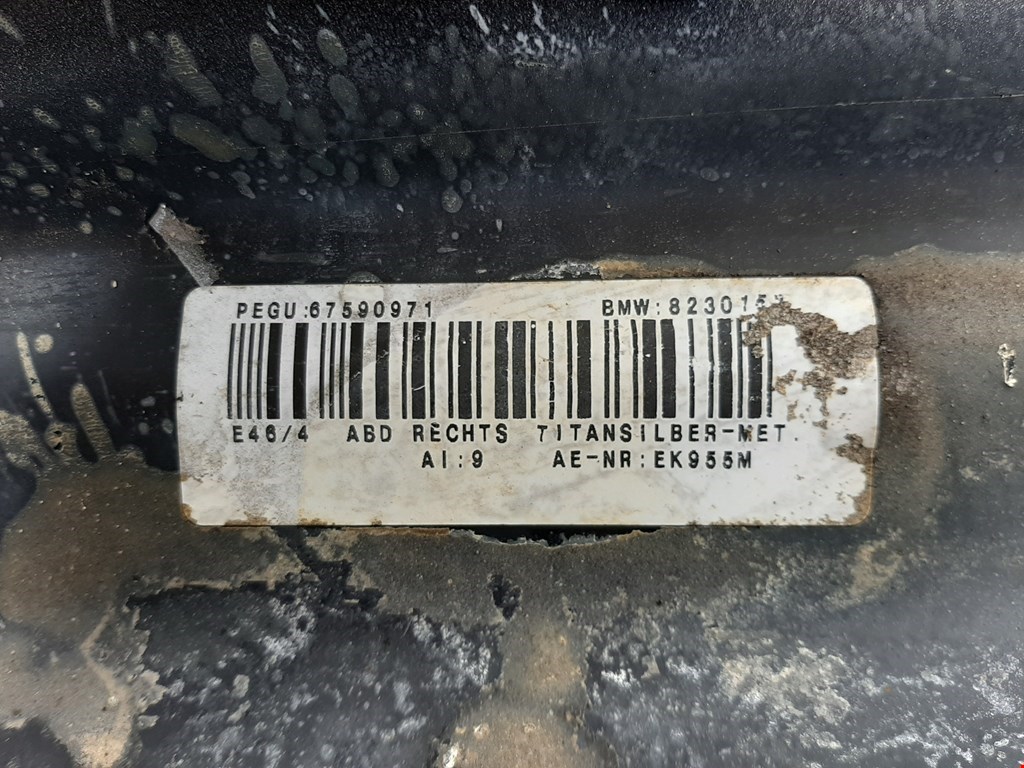 PEGU:67590971 BMW:823015
E46/4 ABD RECHTS TITANSILBER-MET.
AI:9 AE-NR:EK955M